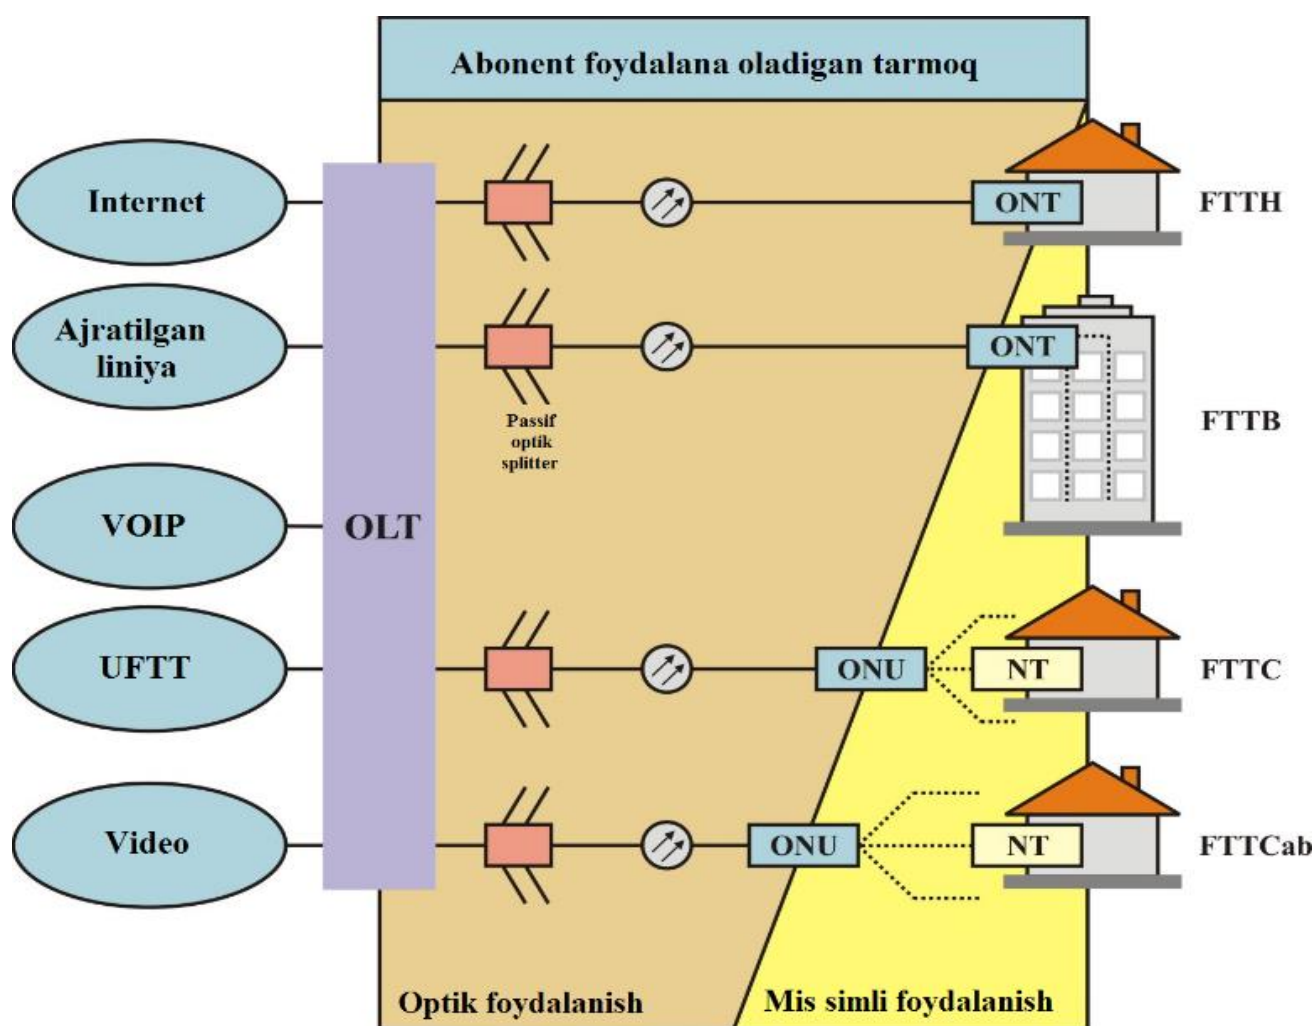 Abonent foydalana oladigan tarmoq
Internet
ONT
FTTH
Ajratilgan
liniya
ONT
Passif
optik
splitter
FTTB
VOIP
OLT
UFTT
ONU
NT
FTTC
Video
ONU
NT
FTTCab
Optik foydalanish
Mis simli foydalanish